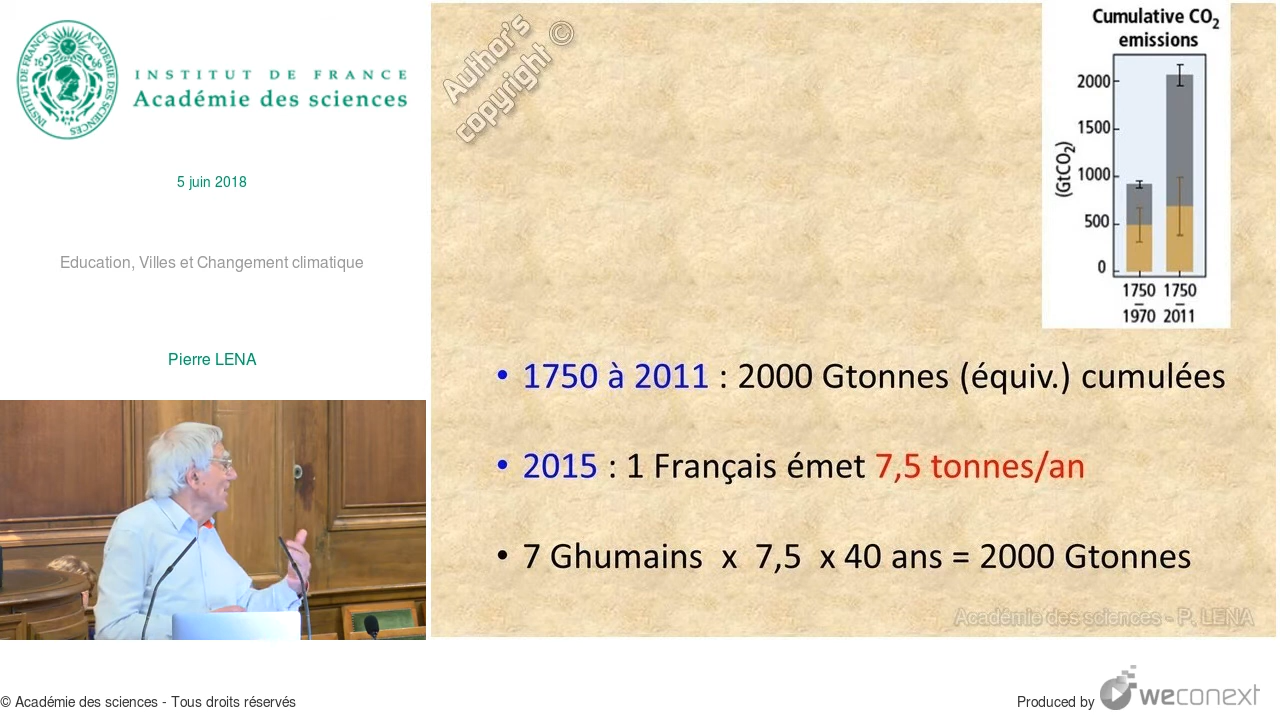 INSTITUT DE FRANCE
Académie des sciences
5 juin 2018
Education, Villes et Changement climatique
Pierre LENA
Author's
copyright ©
Cumulative CO2
emissions
(GtCO2)
2000
1500
1000
500
0
1750 1750
– –
1970 2011
• 1750 à 2011 : 2000 Gtonnes (équiv.) cumulées
• 2015 : 1 Français émet 7,5 tonnes/an
• 7 Ghumains x 7,5 x 40 ans = 2000 Gtonnes
Académie des sciences - P. LENA
© Académie des sciences - Tous droits réservés
Produced by weconext